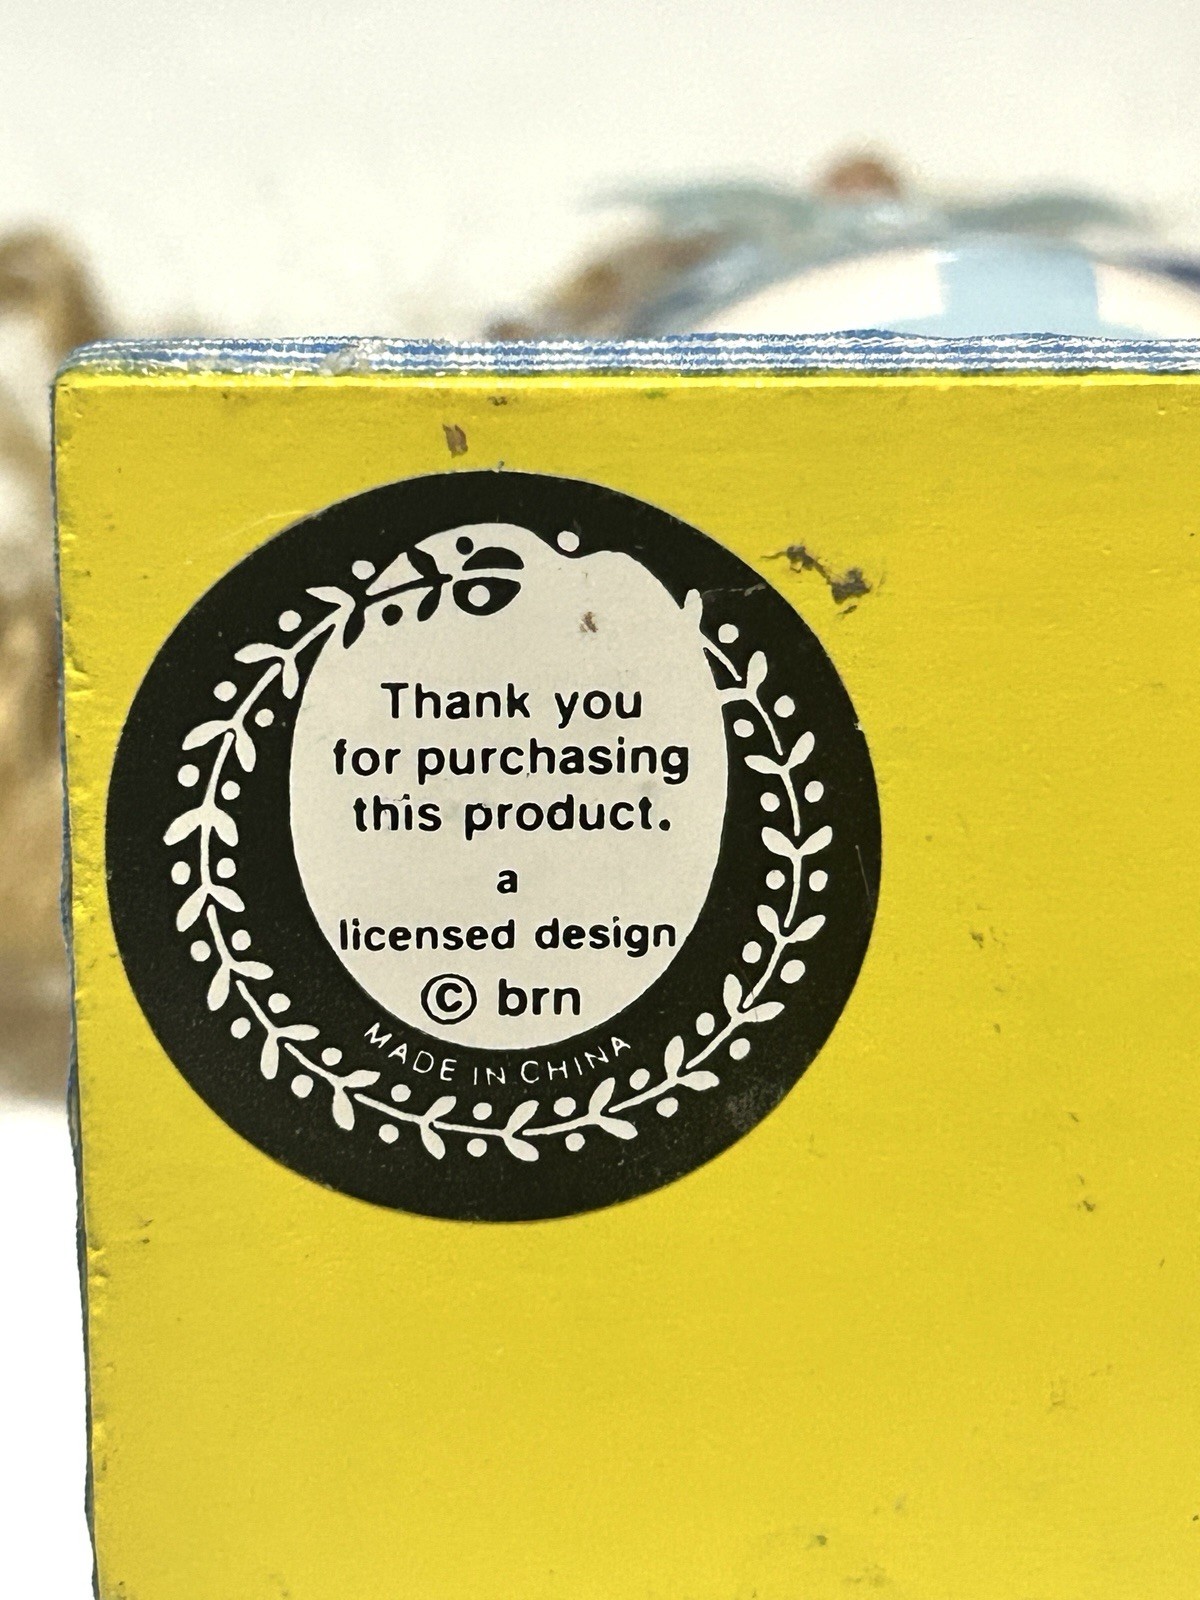 Thank you
for purchasing
this product.
a
licensed design
© brn
MADE IN CHINA